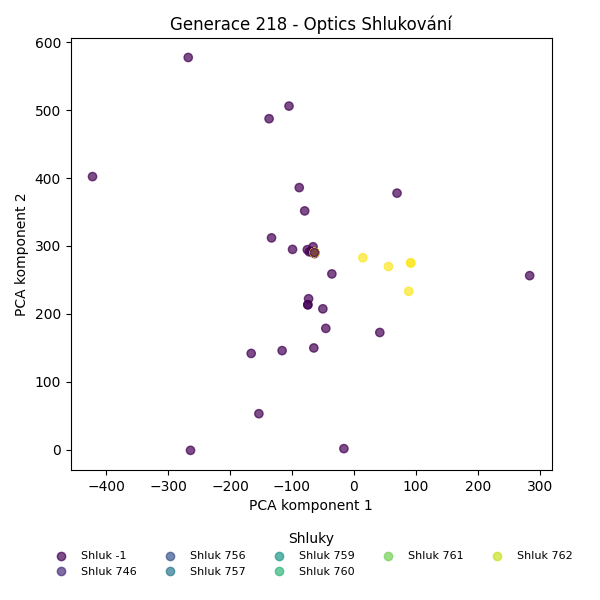 Generace 218 - Optics Shlukování
600
500
400
300
200
100
0
PCA komponent 2
−400 −300 −200 −100 0 100 200 300
PCA komponent 1
Shluky
Shluk -1 Shluk 756 Shluk 759 Shluk 761 Shluk 762
Shluk 746 Shluk 757 Shluk 760